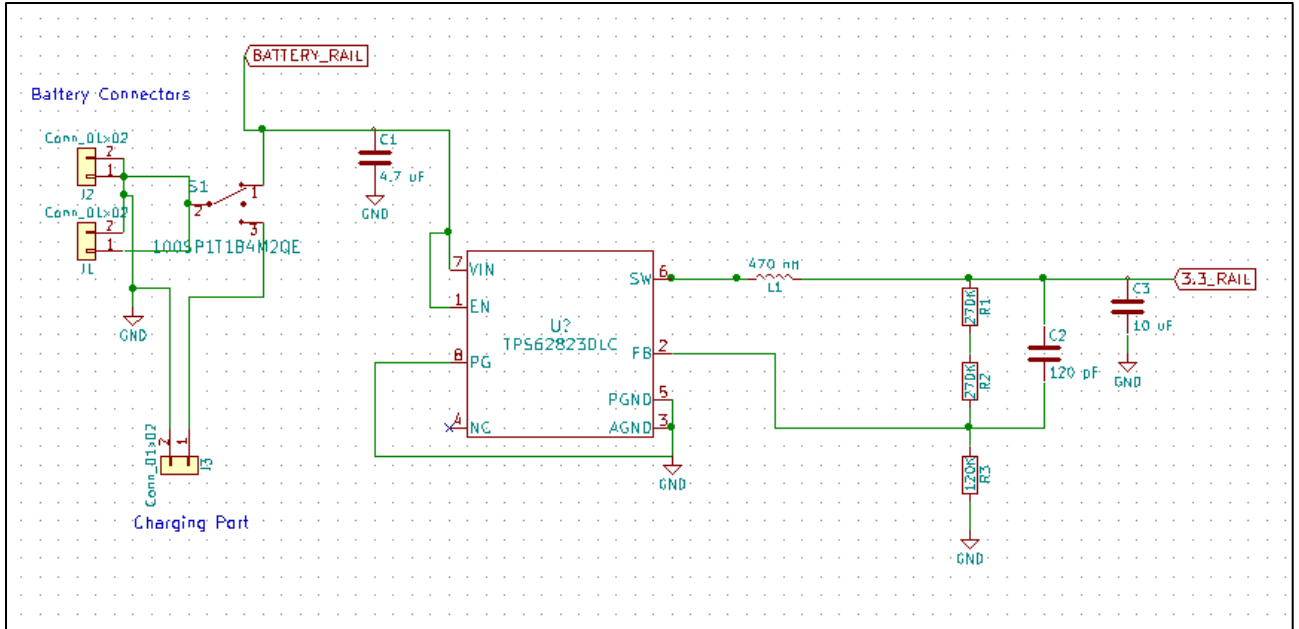 BATTERY_RAIL
Battery Connectors
Conn_01x02
2
1
J2
Conn_01x02
2
1
J1
S1
2
1
3
100SP1T1B4M2QE
GND
C1
4.7 uF
GND
7 VIN
1 EN
8 PG
4 NC
U?
TPS62823DLC
SW 6
FB 2
PGND 5
AGND 3
GND
470 nH
L1
270K
R1
270K
R2
120K
R3
GND
C2
120 pF
C3
10 uF
GND
3.3_RAIL
Conn_01x02
2
1
J3
Charging Port